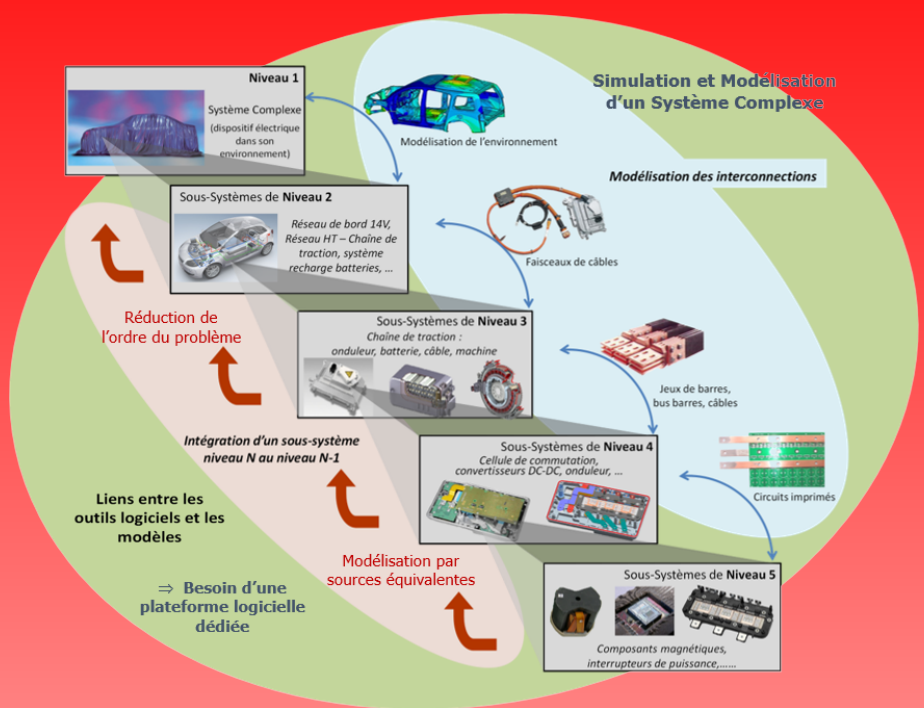 Simulation et Modélisation
d'un Système Complexe
Niveau 1
Système Complexe
(dispositif électrique
dans son
environnement)
Modélisation de l'environnement
Modélisation des interconnections
Sous-Systèmes de Niveau 2
Réseau de bord 14V,
Réseau HT – Chaîne de
traction, système
recharge batteries, ...
Faisceaux de câbles
Réduction de
l'ordre du problème
Sous-Systèmes de Niveau 3
Chaîne de traction :
onduleur, batterie, câble, machine
Jeux de barres,
bus barres, câbles
Intégration d'un sous-système
niveau N au niveau N-1
Sous-Systèmes de Niveau 4
Cellule de commutation,
convertisseurs DC-DC, onduleur, ...
Circuits imprimés
Liens entre les
outils logiciels et les
modèles
Modélisation par
sources équivalentes
⇒ Besoin d'une
plateforme logicielle
dédiée
Sous-Systèmes de Niveau 5
Composants magnétiques,
interrupteurs de puissance,......